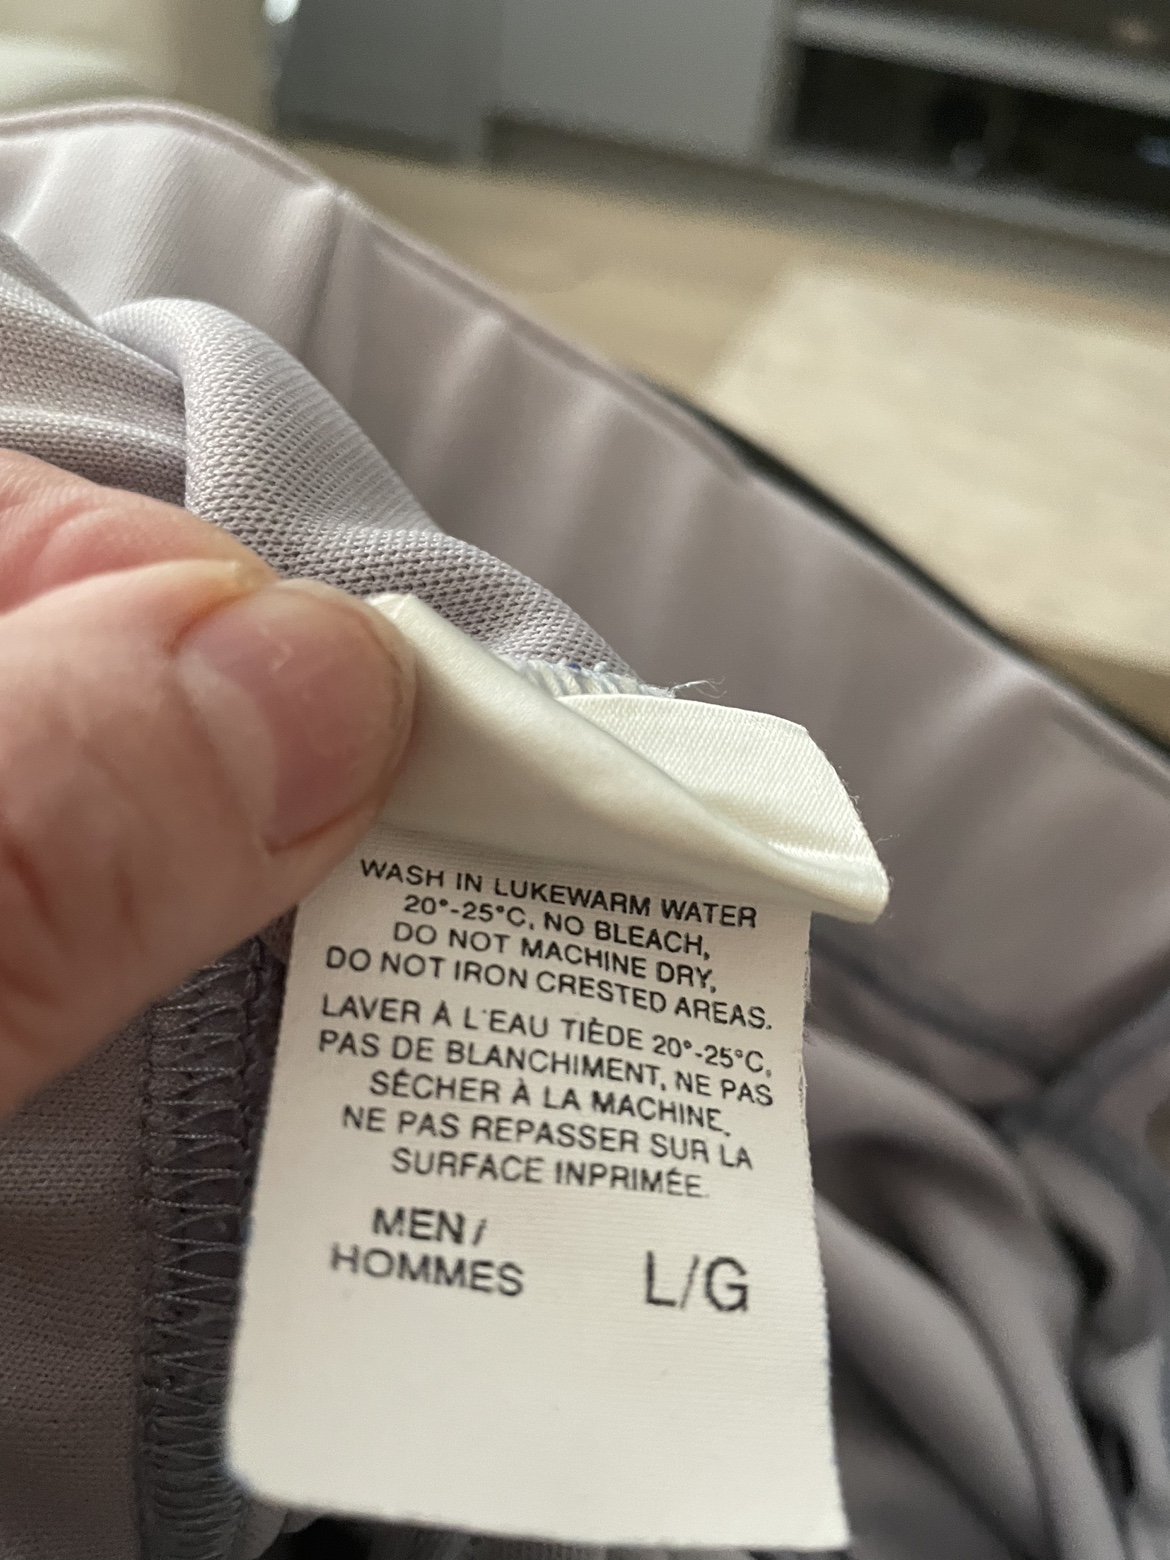 WASH IN LUKEWARM WATER
20°-25°C, NO BLEACH,
DO NOT MACHINE DRY,
DO NOT IRON CRESTED AREAS.
LAVER À L'EAU TIÈDE 20°-25°C,
PAS DE BLANCHIMENT, NE PAS
SÉCHER À LA MACHINE,
NE PAS REPASSER SUR LA
SURFACE INPRIMÉE.
MEN /
HOMMES
L/G